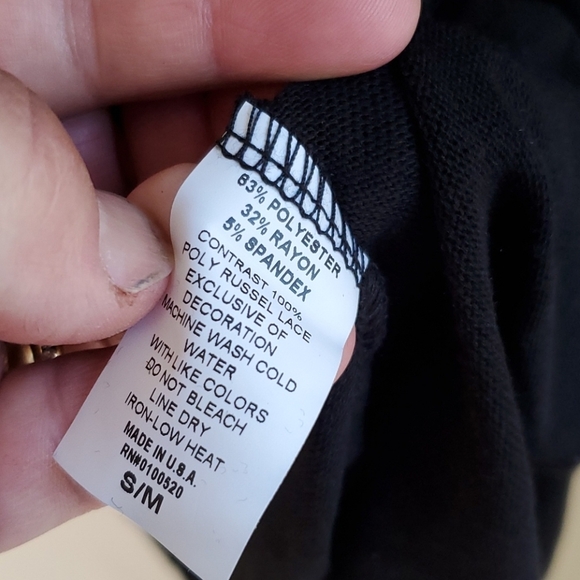 63% POLYESTER
32% RAYON
5% SPANDEX
CONTRAST 100%
POLY RUSSEL LACE
EXCLUSIVE OF
DECORATION
MACHINE WASH COLD
WATER
WITH LIKE COLORS
DO NOT BLEACH
LINE DRY
IRON-LOW HEAT
MADE IN U.S.A.
RN#0100520
S/M